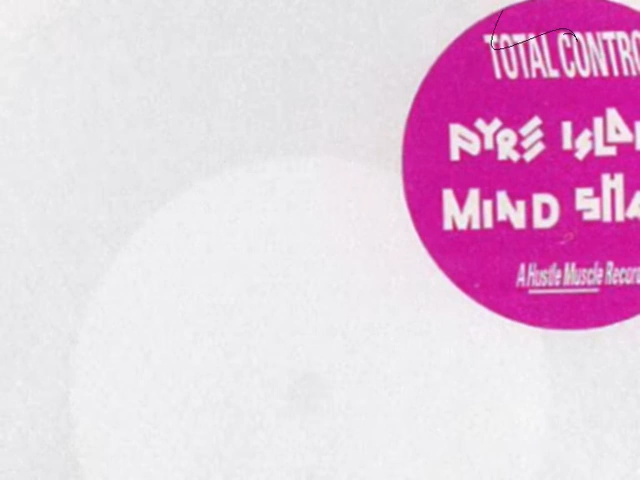 TOTAL CONTRO
PYRE ISLA
MIND SHA
A Hustle Muscle Recor